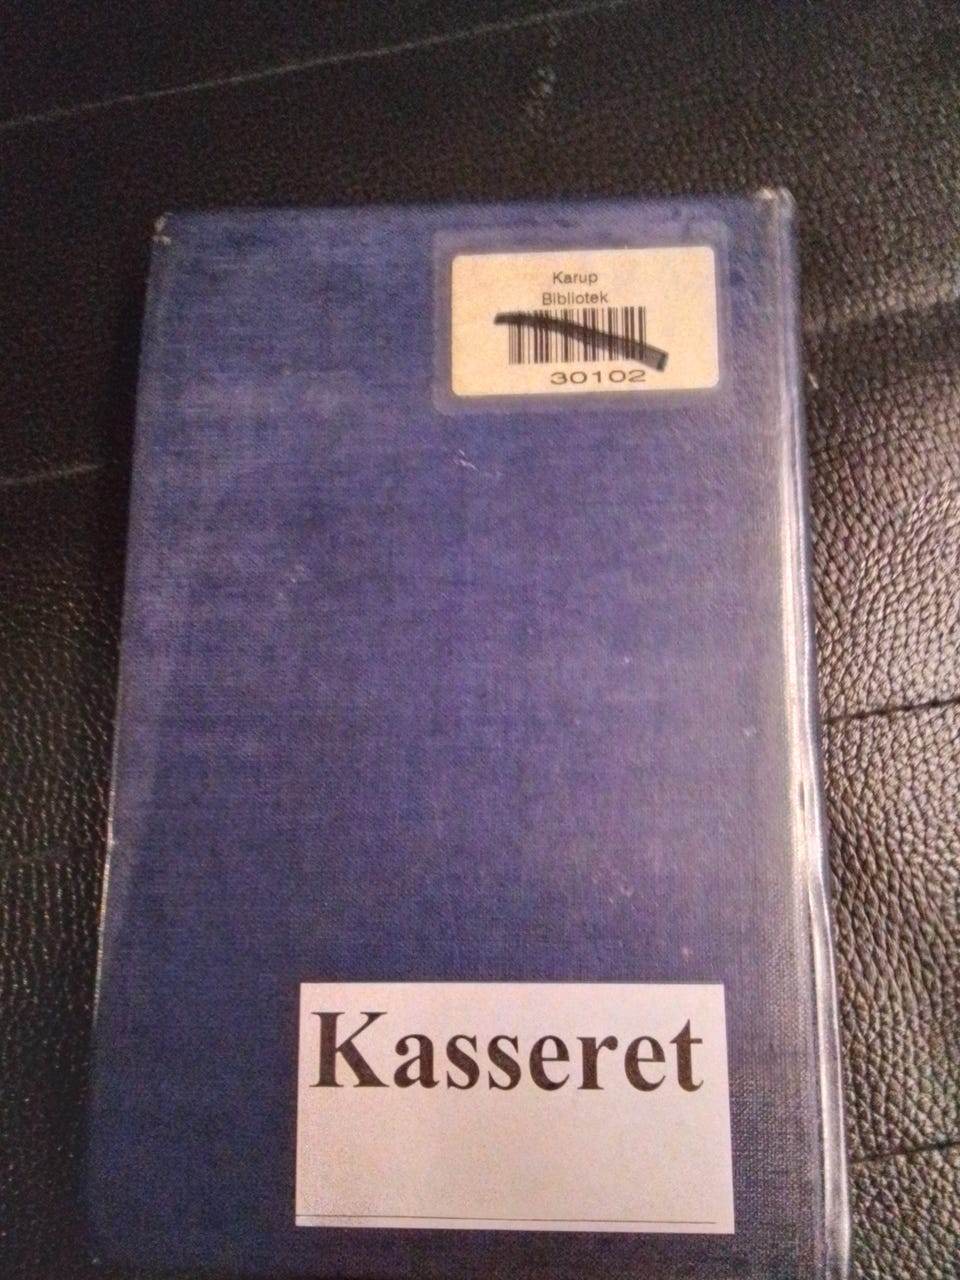 Karup
Bibliotek
30102
Kasseret